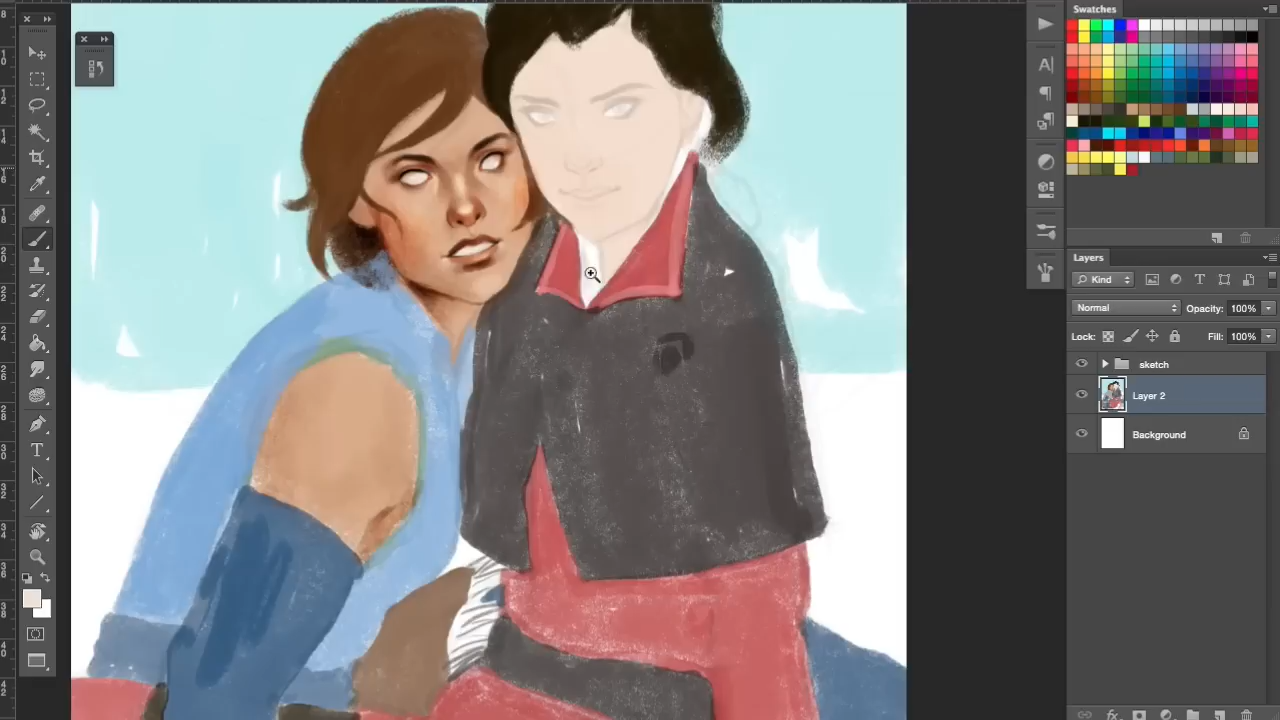 Swatches
Layers
Kind
Normal
Opacity: 100%
Lock:
Fill: 100%
sketch
Layer 2
Background